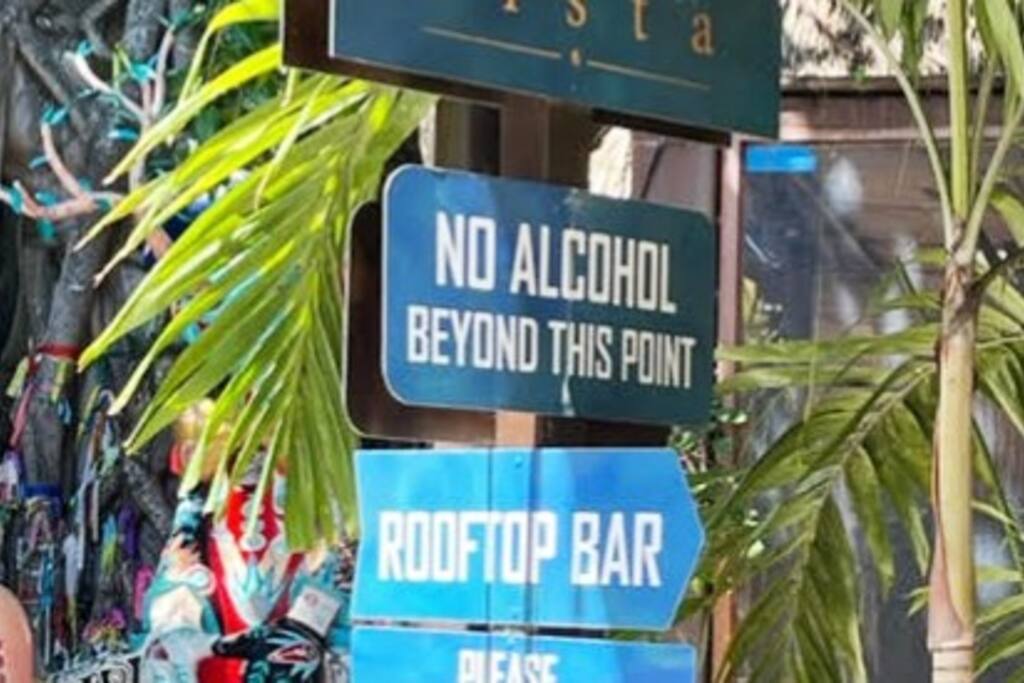 NO ALCOHOL
BEYOND THIS POINT
ROOFTOP BAR
PLEASE